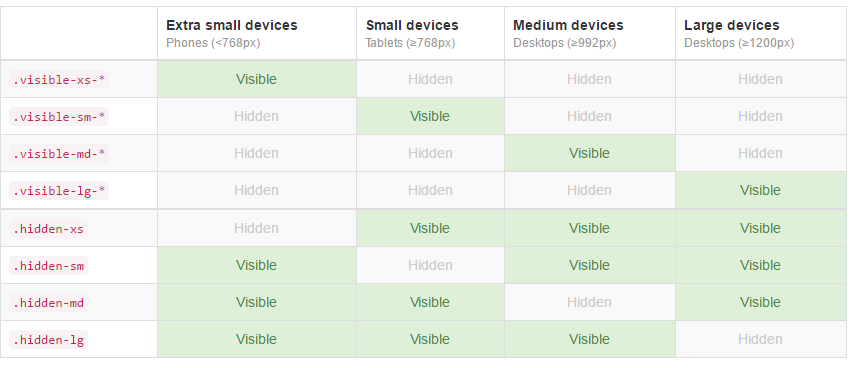 Extra small devices Small devices Medium devices Large devices
Phones (<768px) Tablets (≥768px) Desktops (≥992px) Desktops (≥1200px)
.visible-xs-* Visible Hidden Hidden Hidden
.visible-sm-* Hidden Visible Hidden Hidden
.visible-md-* Hidden Hidden Visible Hidden
.visible-lg-* Hidden Hidden Hidden Visible
.hidden-xs Hidden Visible Visible Visible
.hidden-sm Visible Hidden Visible Visible
.hidden-md Visible Visible Hidden Visible
.hidden-lg Visible Visible Visible Hidden